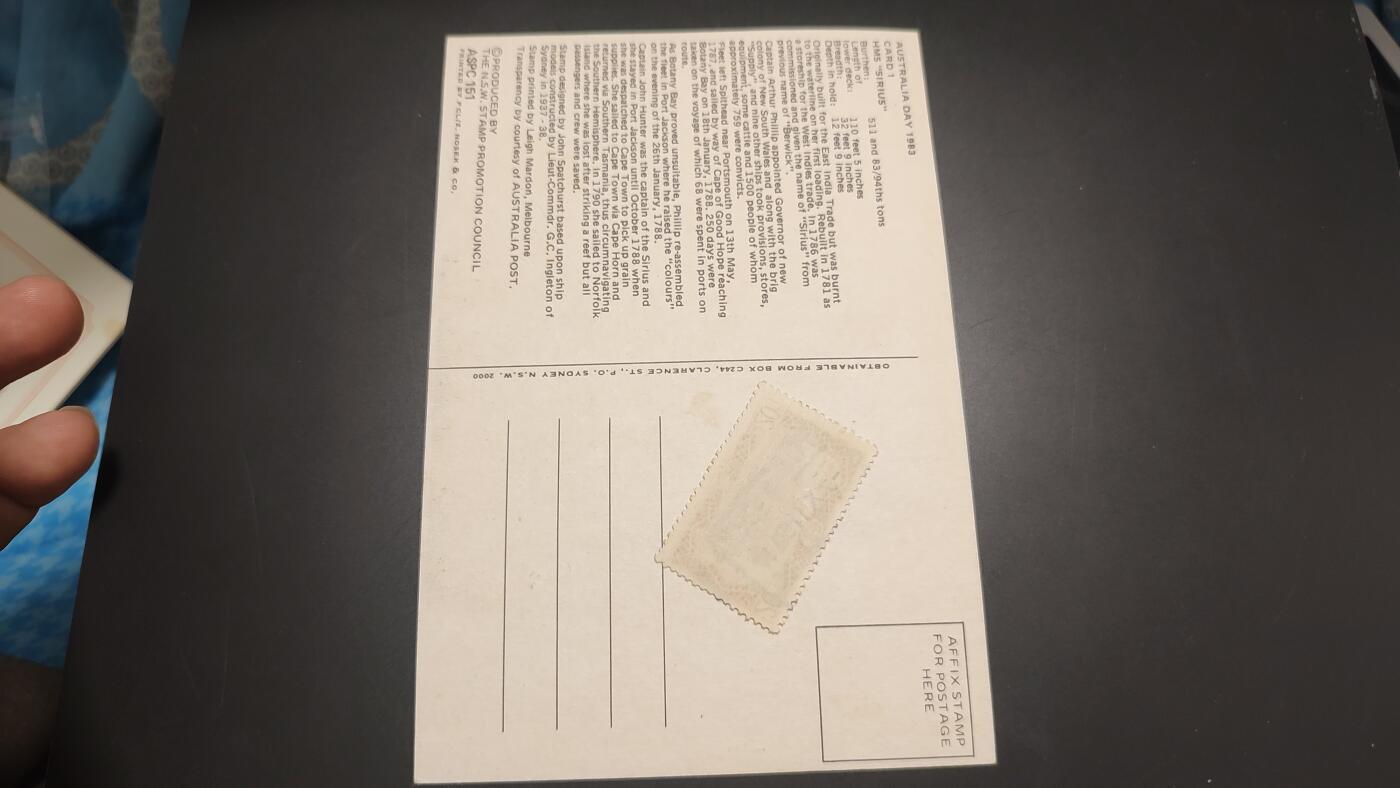 AUSTRALIA DAY 1983
CARD 1
HMS "SIRIUS"
Burthen: 511 and 83/94ths tons
Length of
lower deck: 110 feet 5 inches
Breadth: 32 feet 9 inches
Depth in hold: 12 feet 9 inches
Originally built for the East India Trade but was burnt
to the waterline on her first loading. Rebuilt in 1781 as
a storeship for the West Indies trade. In 1786 was
commissioned and given the name of "Sirius" from
previous name of "Berwick".
Captain Arthur Phillip appointed Governor of new
colony of New South Wales and along with the brig
"Supply" and nine other ships took provisions, stores,
equipment, some cattle and 1500 people of whom
approximately 759 were convicts.
Fleet left Spithead near Portsmouth on 13th May,
1787 and sailed by way of Cape of Good Hope reaching
Botany Bay on 18th January, 1788. 250 days were
taken on the voyage of which 68 were spent in ports on
route.
As Botany Bay proved unsuitable, Phillip re-assembled
the fleet in Port Jackson where he raised the "colours"
on the evening of the 26th January, 1788.
Captain John Hunter was the captain of the Sirius and
she stayed in Port Jackson until October 1788 when
she was despatched to Cape Town to pick up grain
supplies. She sailed to Cape Town via Cape Horn and
returned via Southern Tasmania, thus circumnavigating
the Southern Hemisphere. In 1790 she sailed to Norfolk
Island where she was lost after striking a reef but all
passengers and crew were saved.
Stamp designed by John Spatchurst based upon ship
models constructed by Lieut-Commdr. G.C. Ingleton of
Sydney in 1937-38.
Stamp printed by Leigh Mardon, Melbourne
Transparency by courtesy of AUSTRALIA POST.
©PRODUCED BY
THE N.S.W. STAMP PROMOTION COUNCIL
ASPC 151
PRINTED BY
OBTAINABLE FROM BOX C244, CLARENCE ST., P.O. SYDNEY N.S.W. 2000
AFFIX STAMP
FOR POSTAGE
HERE